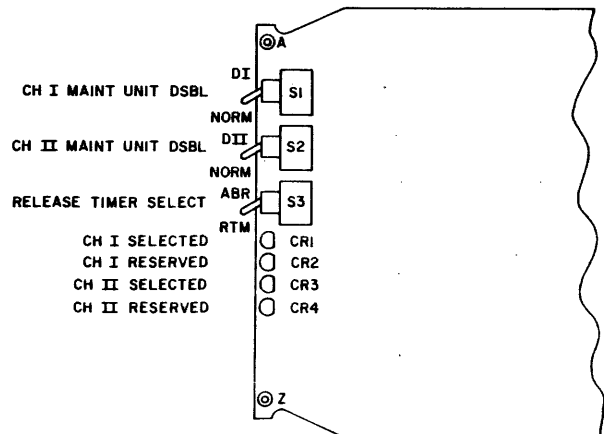 A
DI
CH I MAINT UNIT DSBL
S1
NORM
DII
CH II MAINT UNIT DSBL
S2
NORM
ABR
RELEASE TIMER SELECT
S3
RTM
CH I SELECTED CR1
CH I RESERVED CR2
CH II SELECTED CR3
CH II RESERVED CR4
Z